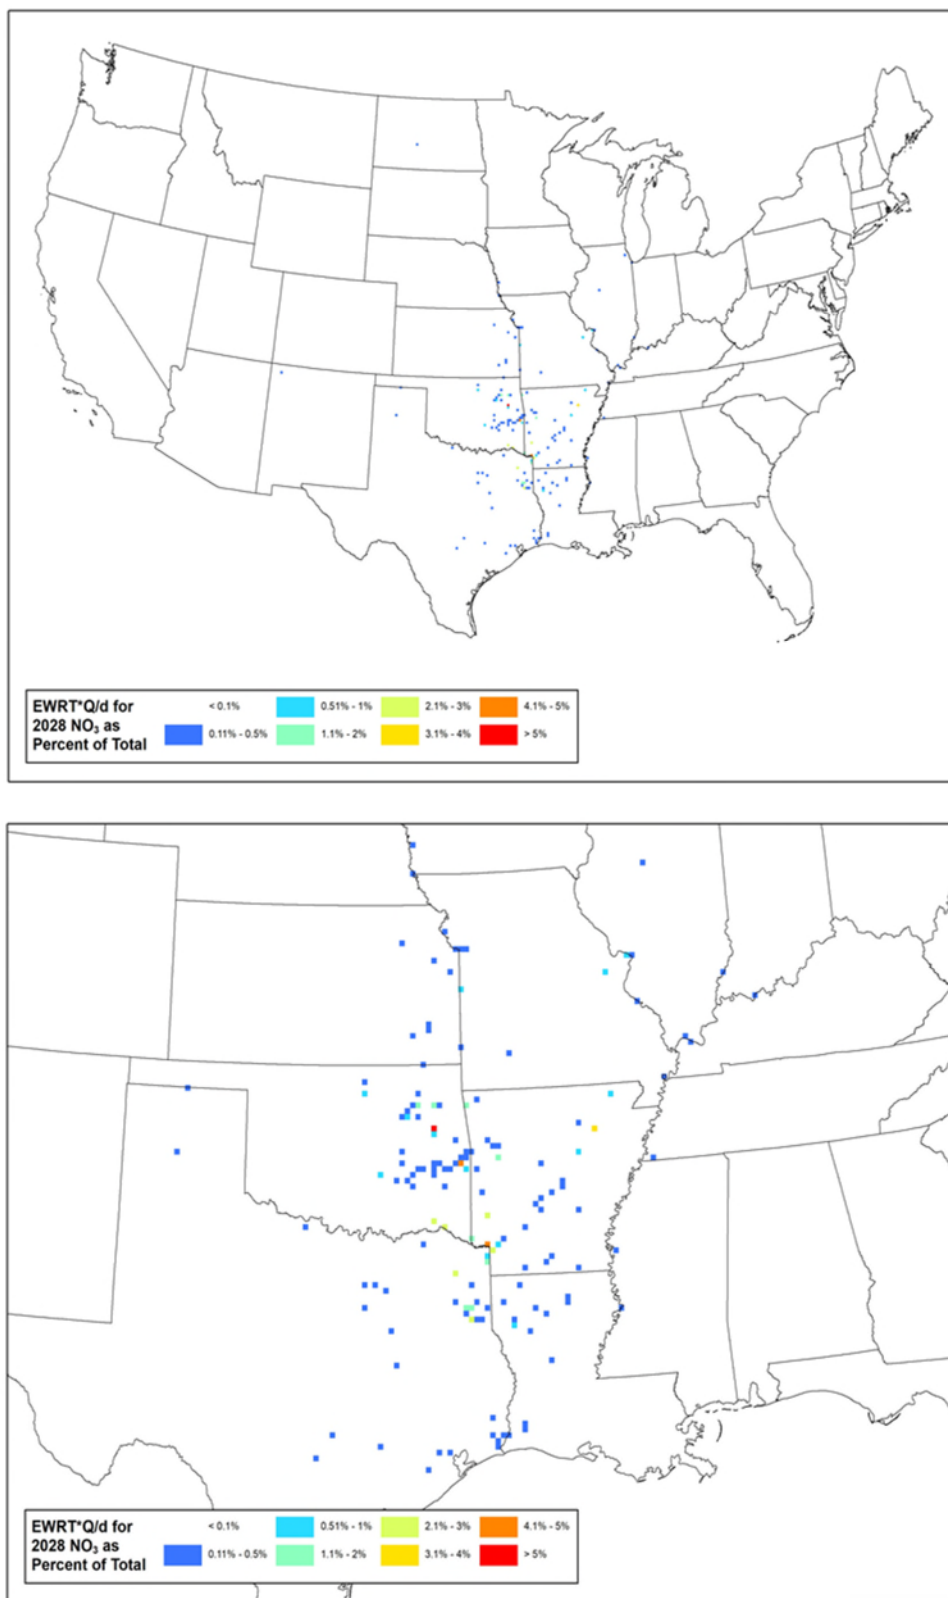 EWRT*Q/d for
2028 NO₃ as
Percent of Total
< 0.1%
0.51% - 1%
2.1% - 3%
4.1% - 5%
0.11% - 0.5%
1.1% - 2%
3.1% - 4%
> 5%
EWRT*Q/d for
2028 NO₃ as
Percent of Total
< 0.1%
0.51% - 1%
2.1% - 3%
4.1% - 5%
0.11% - 0.5%
1.1% - 2%
3.1% - 4%
> 5%